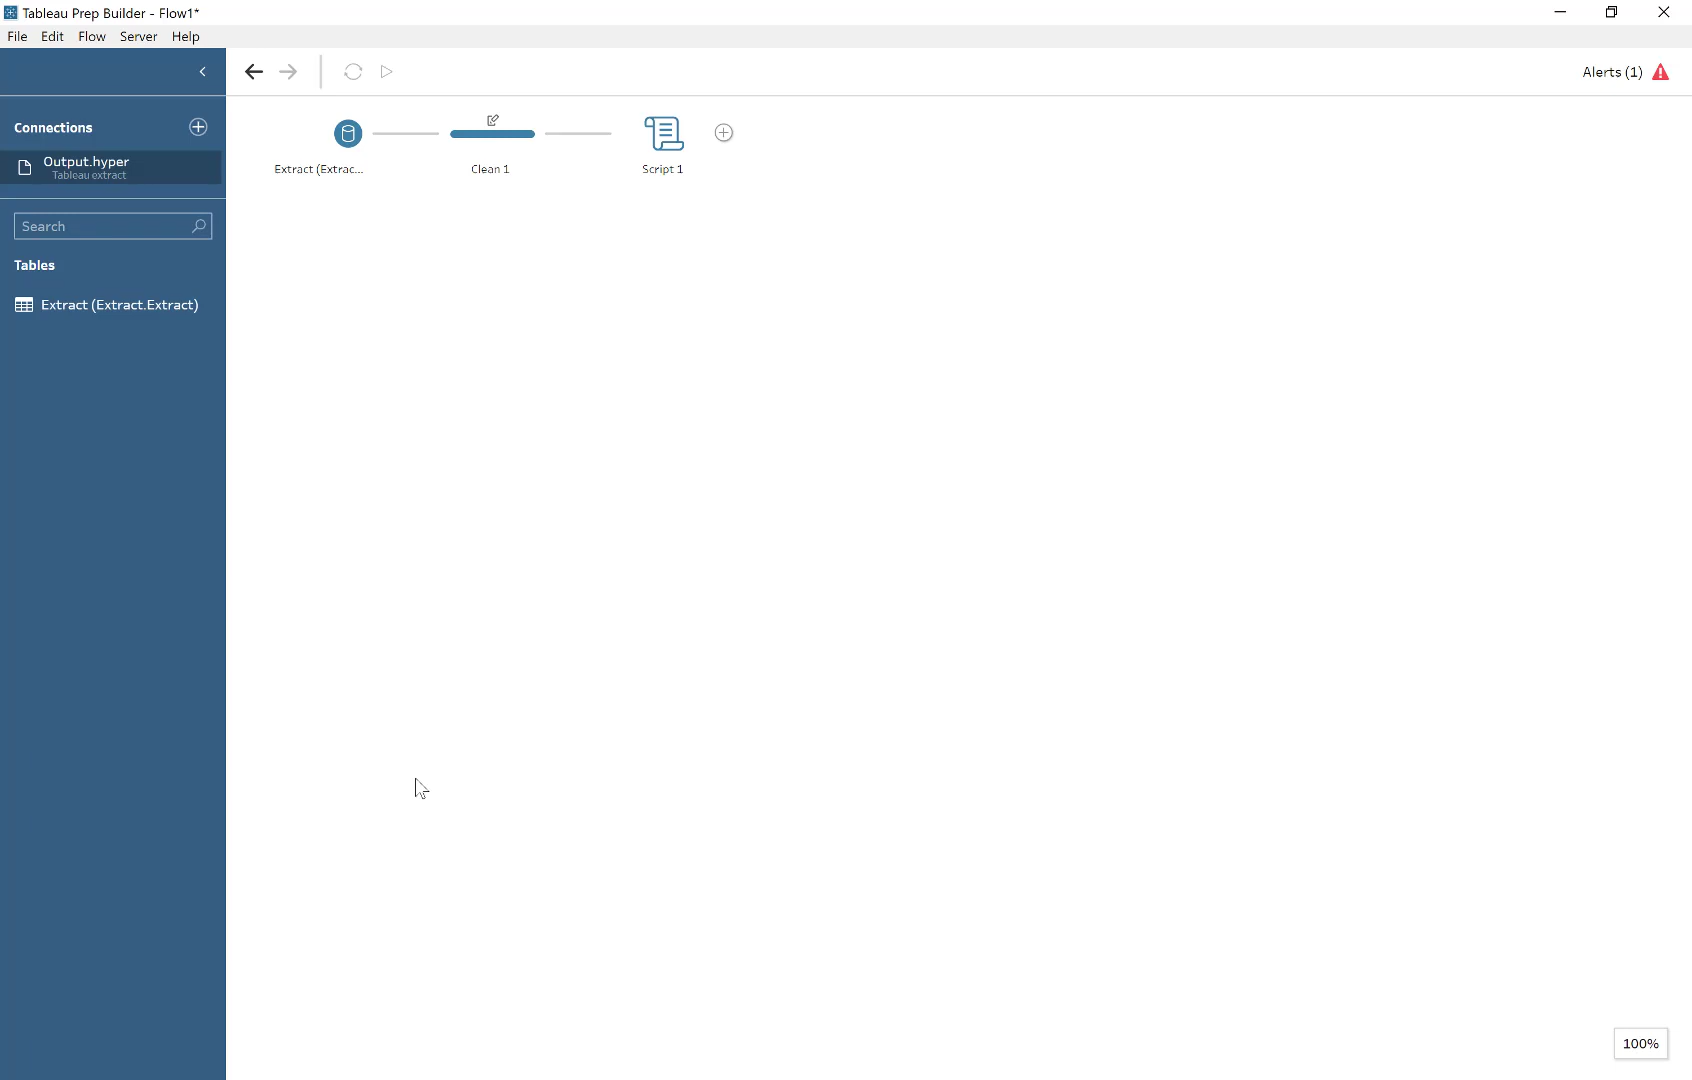 Tableau Prep Builder - Flow1*
File Edit Flow Server Help
Alerts (1)
Connections
Output.hyper
Tableau extract
Search
Tables
Extract (Extract.Extract)
Extract (Extrac...
Clean 1
Script 1
100%